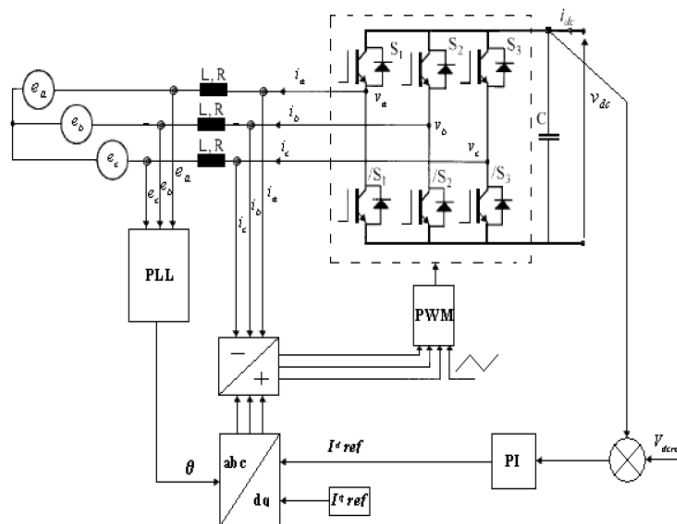 i_dc
S1
S2
S3
L, R
i_a
e_a
v_a
v_dc
L, R
i_b
C
e_b
v_b
L, R
i_c
v_c
e_c
/S1
/S2
/S3
e_c
e_b
e_a
i_c
i_b
i_a
PLL
PWM
−
+
I^d ref
PI
abc
θ
dq
I^q ref